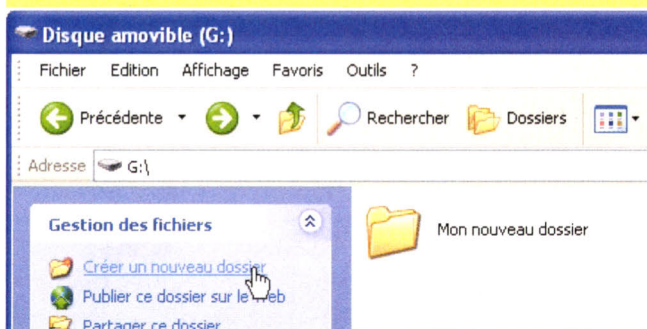 Disque amovible (G:)
Fichier Edition Affichage Favoris Outils ?
Précédente Rechercher Dossiers
Adresse G:\
Gestion des fichiers
Mon nouveau dossier
Créer un nouveau dossier
Publier ce dossier sur le Web
Partager ce dossier